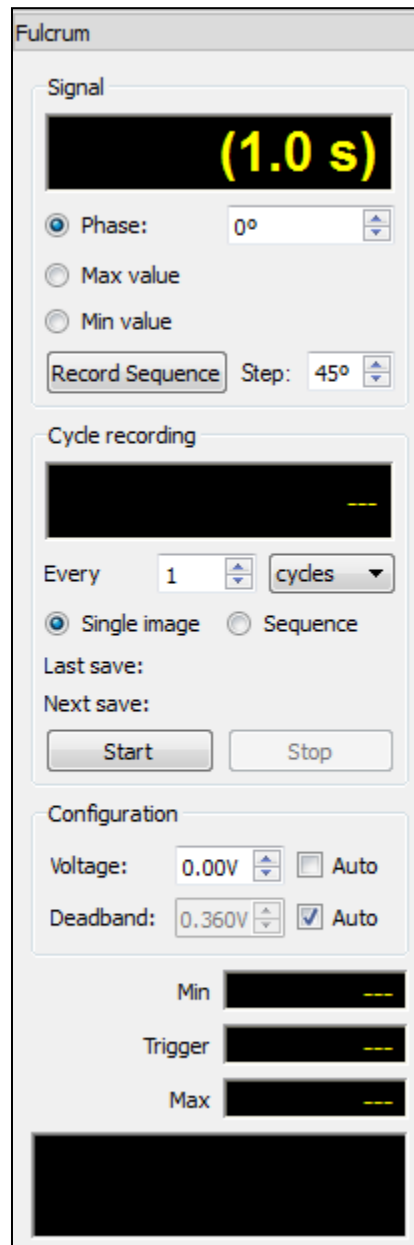 Fulcrum
Signal
(1.0 s)
Phase: 0º
Max value
Min value
Record Sequence Step: 45º
Cycle recording
---
Every 1 cycles
Single image Sequence
Last save:
Next save:
Start Stop
Configuration
Voltage: 0.00V Auto
Deadband: 0.360V Auto
Min ---
Trigger ---
Max ---